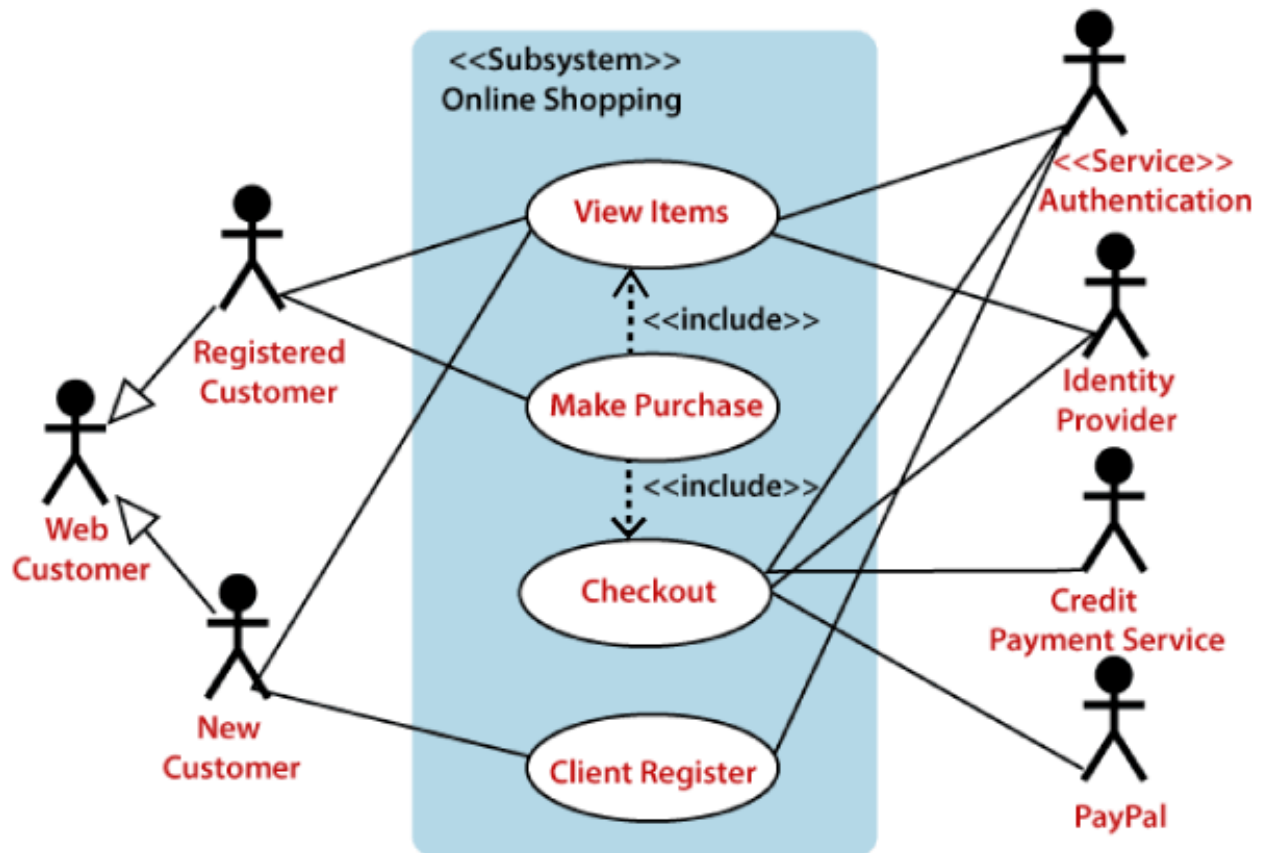 <<Subsystem>>
Online Shopping
View Items
<<include>>
Make Purchase
<<include>>
Checkout
Client Register
Registered
Customer
Web
Customer
New
Customer
<<Service>>
Authentication
Identity
Provider
Credit
Payment Service
PayPal